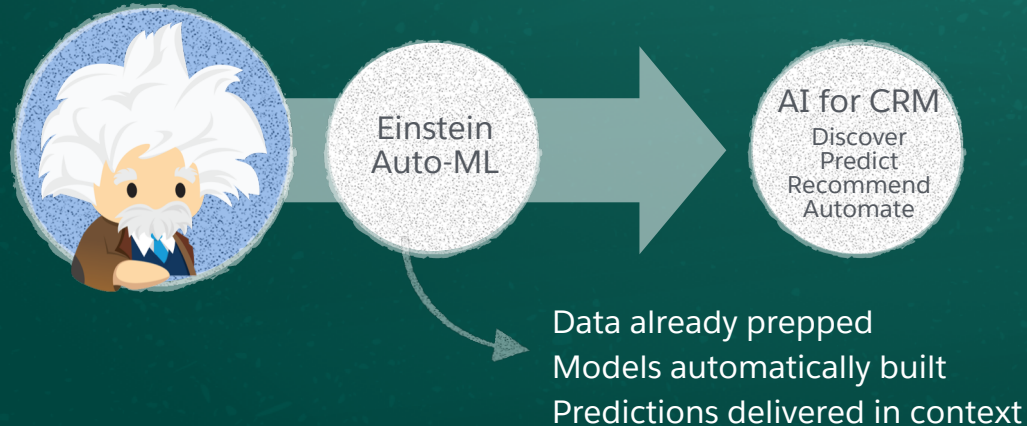 Einstein
Auto-ML
AI for CRM
Discover
Predict
Recommend
Automate
Data already prepped
Models automatically built
Predictions delivered in context